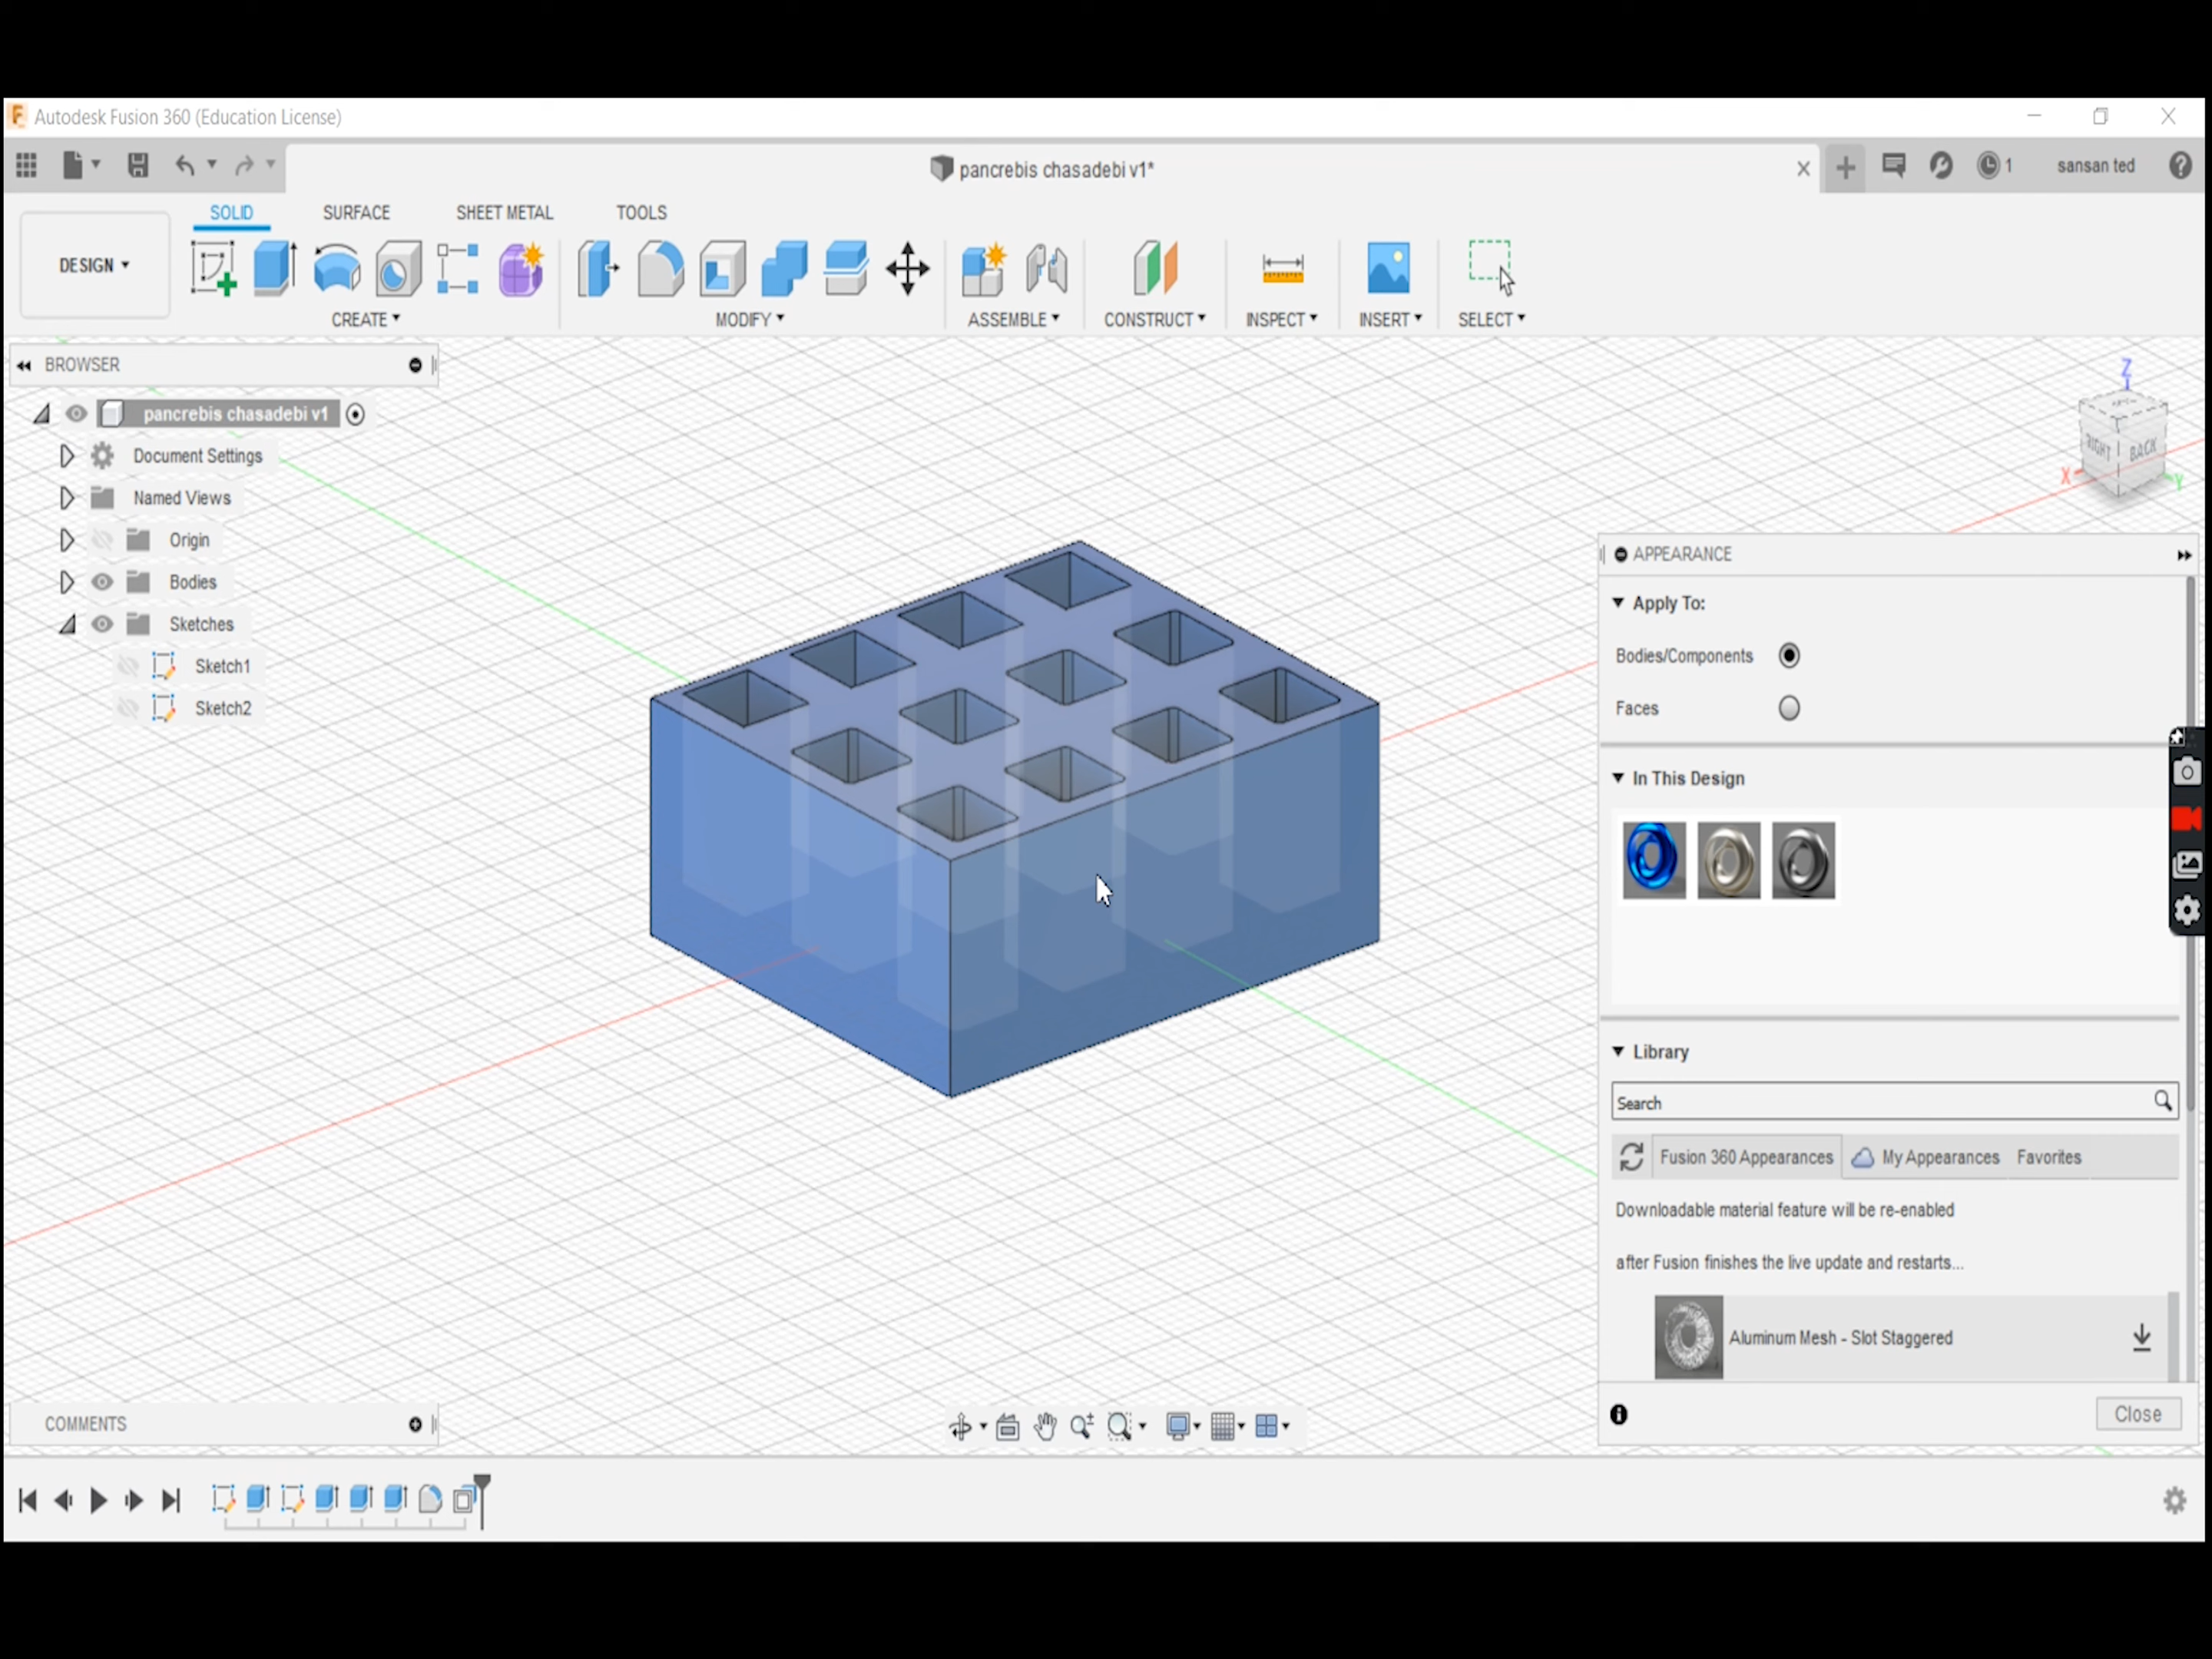 Autodesk Fusion 360 (Education License)
pancrebis chasadebi v1*
1
sansan ted
SOLID
SURFACE
SHEET METAL
TOOLS
DESIGN
CREATE
MODIFY
ASSEMBLE
CONSTRUCT
INSPECT
INSERT
SELECT
BROWSER
pancrebis chasadebi v1
Document Settings
Named Views
Origin
Bodies
Sketches
Sketch1
Sketch2
Z
RIGHT
BACK
X
Y
APPEARANCE
Apply To:
Bodies/Components
Faces
In This Design
Library
Search
Fusion 360 Appearances
My Appearances
Favorites
Downloadable material feature will be re-enabled
after Fusion finishes the live update and restarts...
Aluminum Mesh - Slot Staggered
Close
COMMENTS